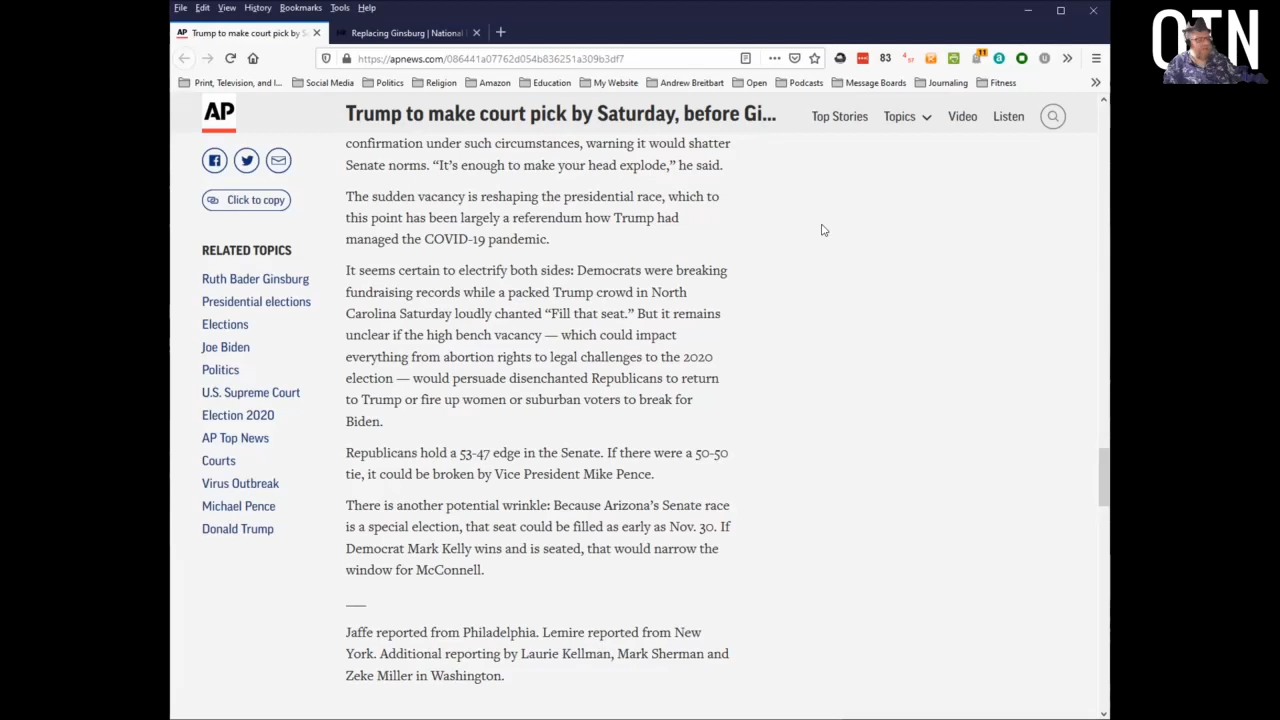 File Edit View History Bookmarks Tools Help
Trump to make court pick by S
Replacing Ginsburg | National
https://apnews.com/086441a07762d054b836251a309b3df7
83
11
Print, Television, and I... Social Media Politics Religion Amazon Education My Website Andrew Breitbart Open Podcasts Message Boards Journaling Fitness
OTN
AP
Trump to make court pick by Saturday, before Gi...
Top Stories Topics Video Listen
Click to copy
RELATED TOPICS
Ruth Bader Ginsburg
Presidential elections
Elections
Joe Biden
Politics
U.S. Supreme Court
Election 2020
AP Top News
Courts
Virus Outbreak
Michael Pence
Donald Trump
confirmation under such circumstances, warning it would shatter
Senate norms. “It’s enough to make your head explode,” he said.
The sudden vacancy is reshaping the presidential race, which to
this point has been largely a referendum how Trump had
managed the COVID-19 pandemic.
It seems certain to electrify both sides: Democrats were breaking
fundraising records while a packed Trump crowd in North
Carolina Saturday loudly chanted “Fill that seat.” But it remains
unclear if the high bench vacancy — which could impact
everything from abortion rights to legal challenges to the 2020
election — would persuade disenchanted Republicans to return
to Trump or fire up women or suburban voters to break for
Biden.
Republicans hold a 53-47 edge in the Senate. If there were a 50-50
tie, it could be broken by Vice President Mike Pence.
There is another potential wrinkle: Because Arizona’s Senate race
is a special election, that seat could be filled as early as Nov. 30. If
Democrat Mark Kelly wins and is seated, that would narrow the
window for McConnell.
Jaffe reported from Philadelphia. Lemire reported from New
York. Additional reporting by Laurie Kellman, Mark Sherman and
Zeke Miller in Washington.